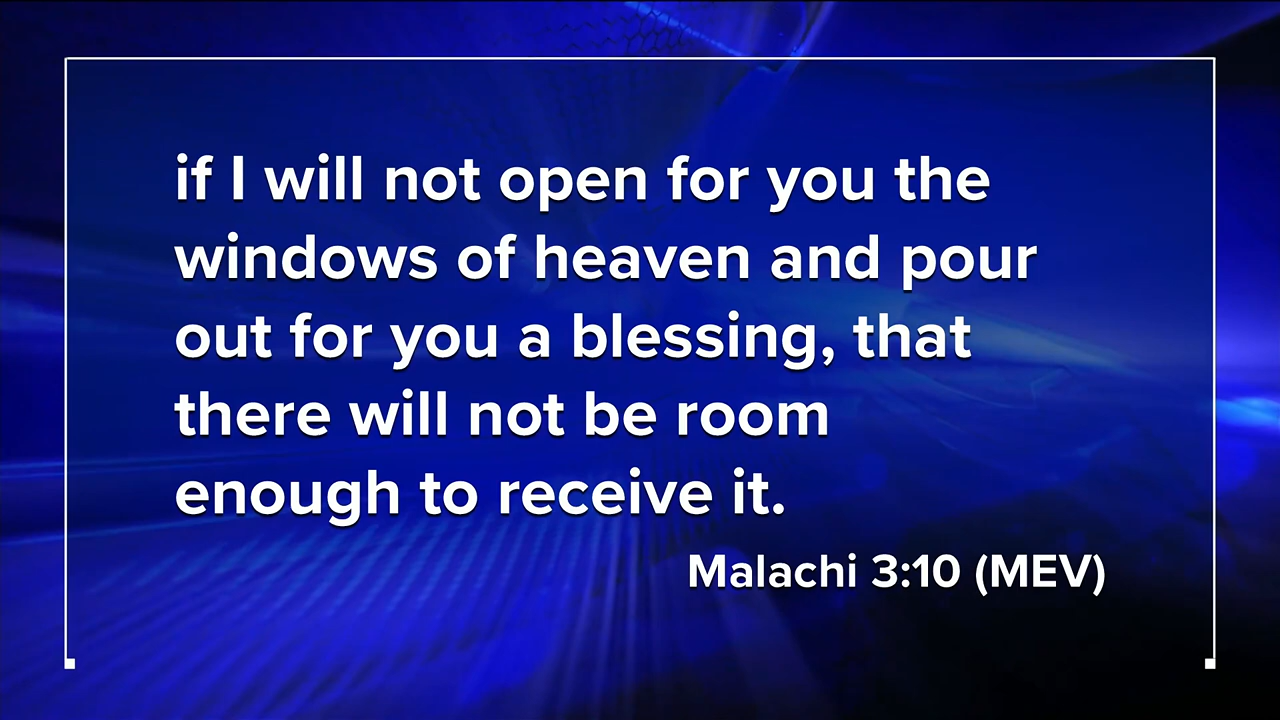 if I will not open for you the
windows of heaven and pour
out for you a blessing, that
there will not be room
enough to receive it.
Malachi 3:10 (MEV)